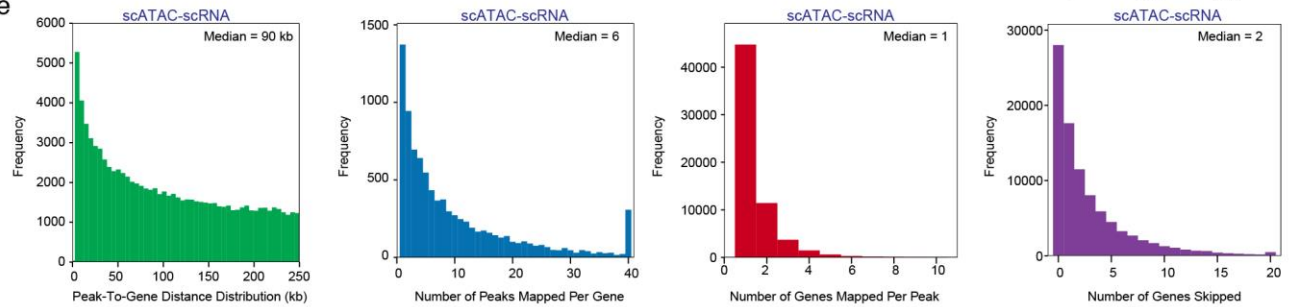 e
scATAC-scRNA
Median = 90 kb
6000
5000
4000
3000
2000
1000
0
Frequency
0 50 100 150 200 250
Peak-To-Gene Distance Distribution (kb)
scATAC-scRNA
Median = 6
1500
1000
500
0
Frequency
0 10 20 30 40
Number of Peaks Mapped Per Gene
scATAC-scRNA
Median = 1
40000
30000
20000
10000
0
Frequency
0 2 4 6 8 10
Number of Genes Mapped Per Peak
scATAC-scRNA
Median = 2
30000
20000
10000
0
Frequency
0 5 10 15 20
Number of Genes Skipped